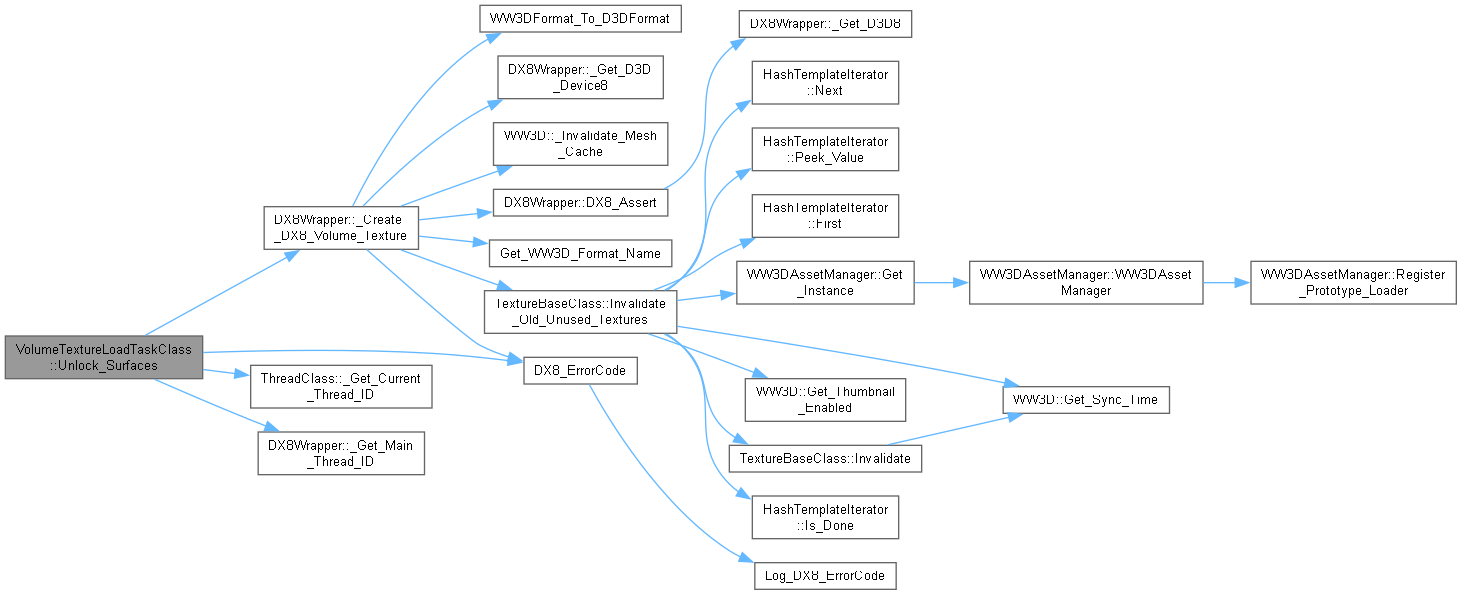 VolumeTextureLoadTaskClass
::Unlock_Surfaces
DX8Wrapper::_Create
_DX8_Volume_Texture
ThreadClass::_Get_Current
_Thread_ID
DX8Wrapper::_Get_Main
_Thread_ID
WW3DFormat_To_D3DFormat
DX8Wrapper::_Get_D3D
_Device8
WW3D::_Invalidate_Mesh
_Cache
DX8Wrapper::DX8_Assert
Get_WW3D_Format_Name
TextureBaseClass::Invalidate
_Old_Unused_Textures
DX8_ErrorCode
DX8Wrapper::_Get_D3D8
HashTemplateIterator
::Next
HashTemplateIterator
::Peek_Value
HashTemplateIterator
::First
WW3DAssetManager::Get
_Instance
WW3D::Get_Thumbnail
_Enabled
TextureBaseClass::Invalidate
HashTemplateIterator
::Is_Done
Log_DX8_ErrorCode
WW3DAssetManager::WW3DAsset
Manager
WW3D::Get_Sync_Time
WW3DAssetManager::Register
_Prototype_Loader